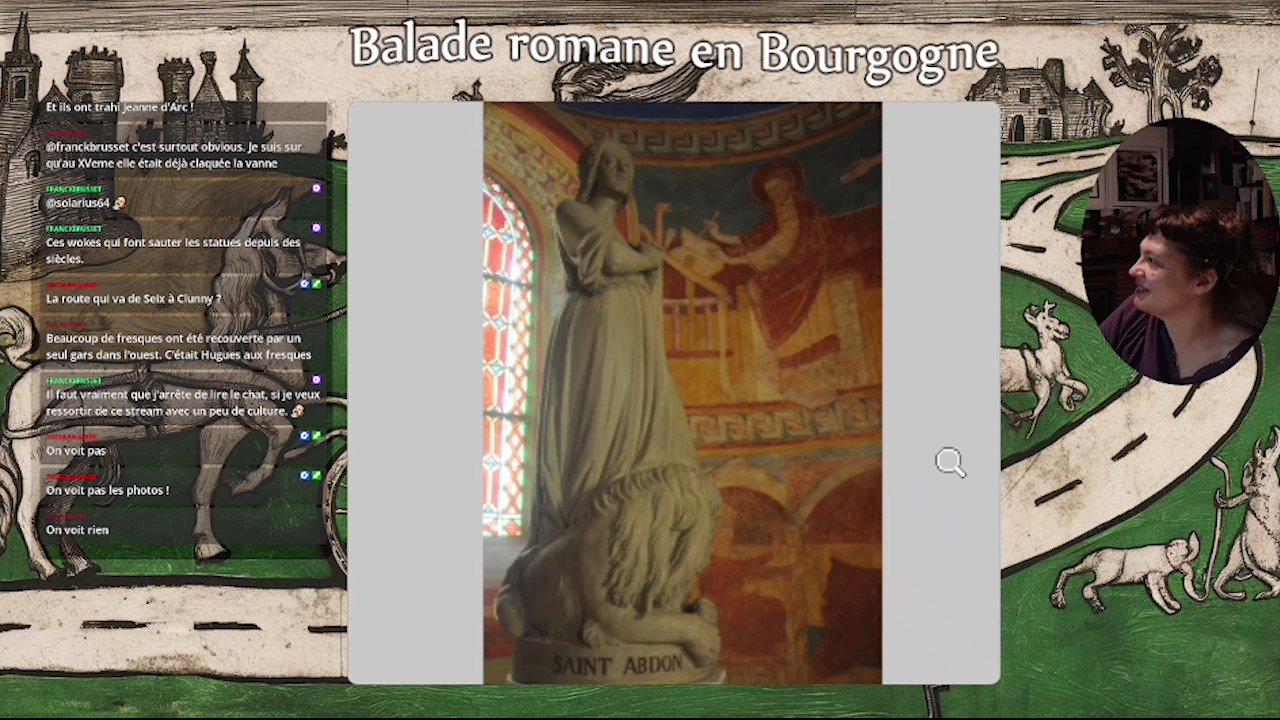 Balade romane en Bourgogne
Et ils ont trahi Jeanne d'Arc !
@franckbrusset c'est surtout obvious. Je suis sur
qu'au XVeme elle était déjà claquée la vanne
FRANCKBRUSSET
@solarius64
FRANCKBRUSSET
Ces wokes qui font sauter les statues depuis des
siècles.
La route qui va de Seix à Clunny ?
Beaucoup de fresques ont été recouverte par un
seul gars dans l'ouest. C'était Hugues aux fresques
FRANCKBRUSSET
Il faut vraiment que j'arrête de lire le chat, si je veux
ressortir de ce stream avec un peu de culture.
On voit pas
On voit pas les photos !
On voit rien
SAINT ABDON